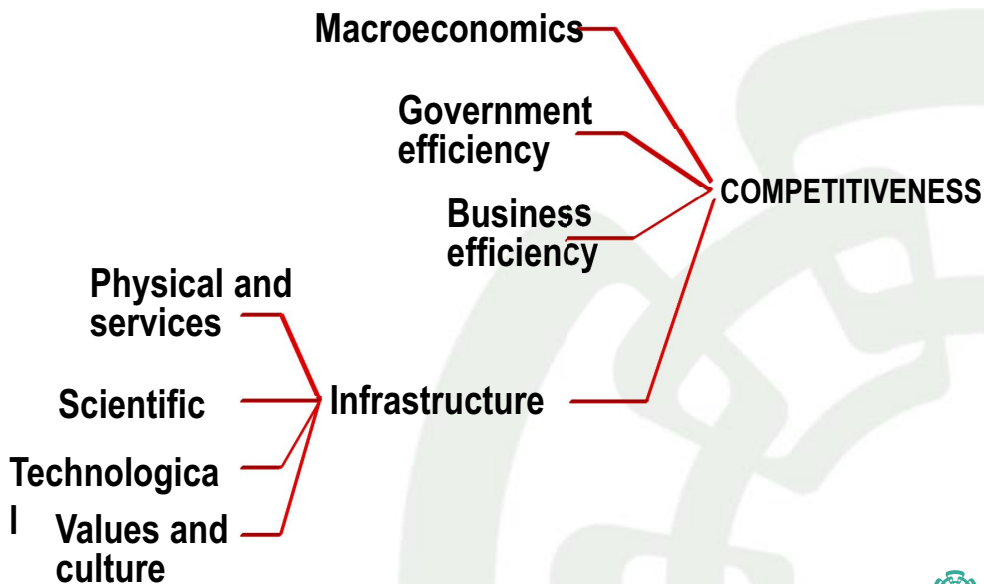 Macroeconomics
Government
efficiency
COMPETITIVENESS
Business
efficiency
Physical and
services
Scientific
Infrastructure
Technologica
l
Values and
culture